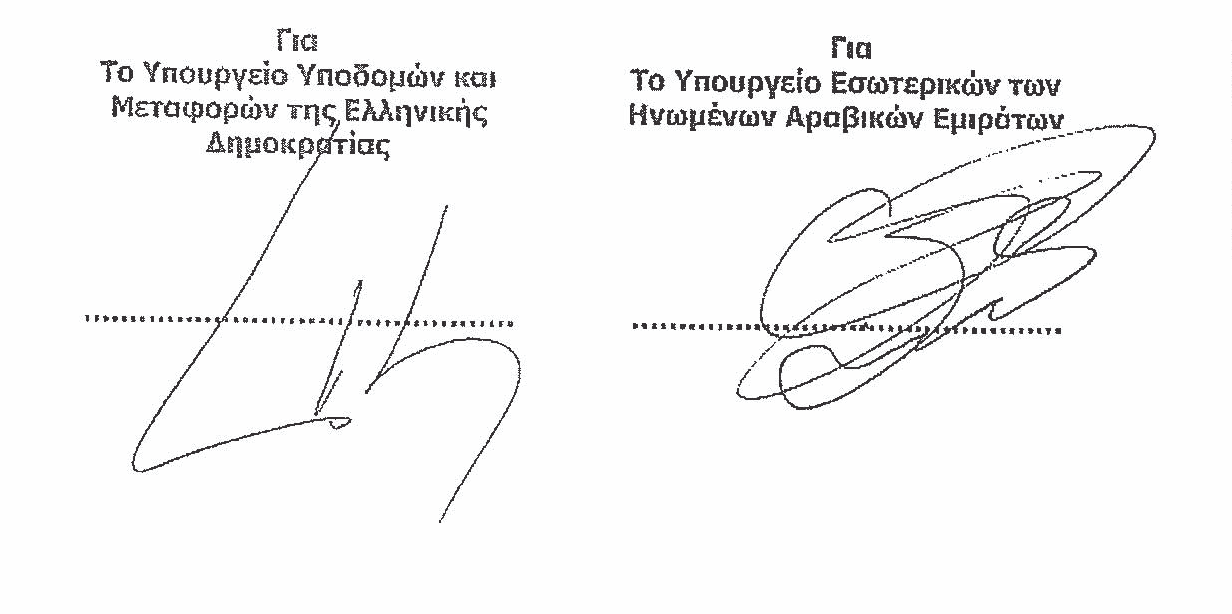 Για
Το Υπουργείο Υποδομών και
Μεταφορών της Ελληνικής
Δημοκρατίας
Για
Το Υπουργείο Εσωτερικών των
Ηνωμένων Αραβικών Εμιράτων